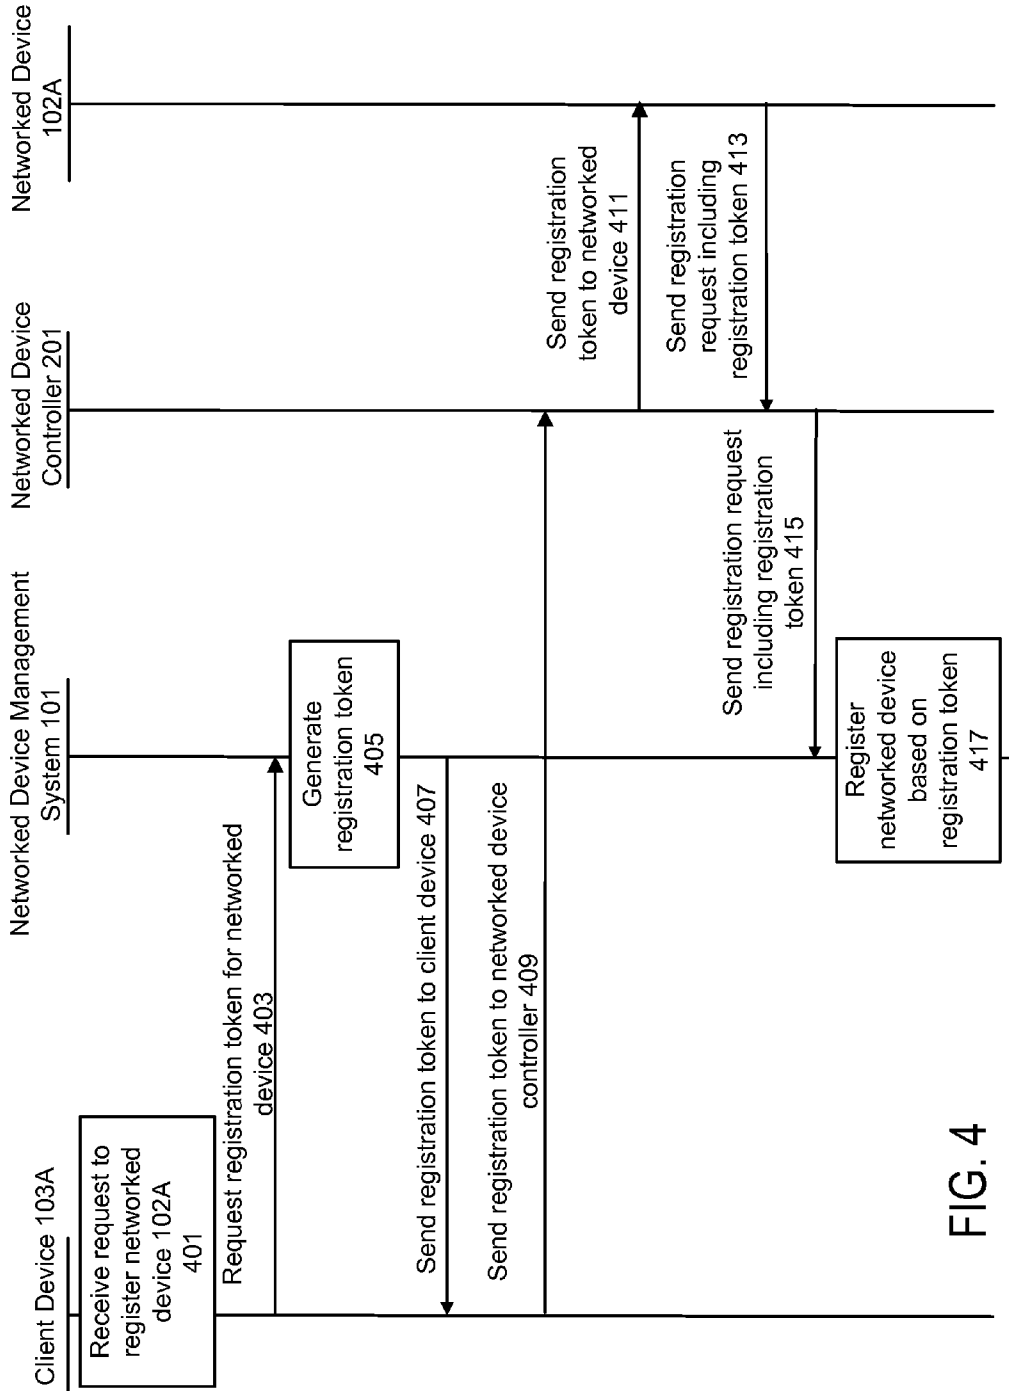 Client Device 103A
Networked Device Management
System 101
Networked Device
Controller 201
Networked Device
102A
Receive request to
register networked
device 102A
401
Request registration token for networked
device 403
Generate
registration token
405
Send registration token to client device 407
Send registration token to networked device
controller 409
Send registration
token to networked
device 411
Send registration
request including
registration token 413
Send registration request
including registration
token 415
Register
networked device
based on
registration token
417
FIG. 4